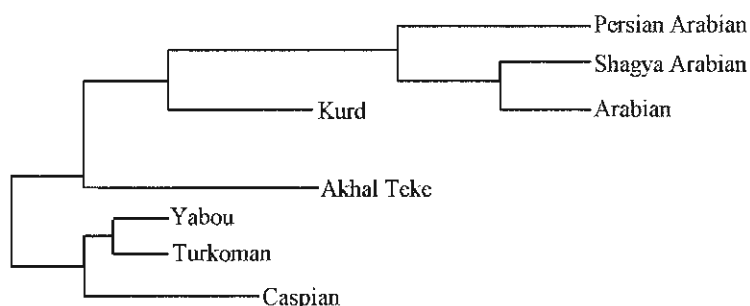 Persian Arabian
Shagya Arabian
Arabian
Kurd
Akhal Teke
Yabou
Turkoman
Caspian